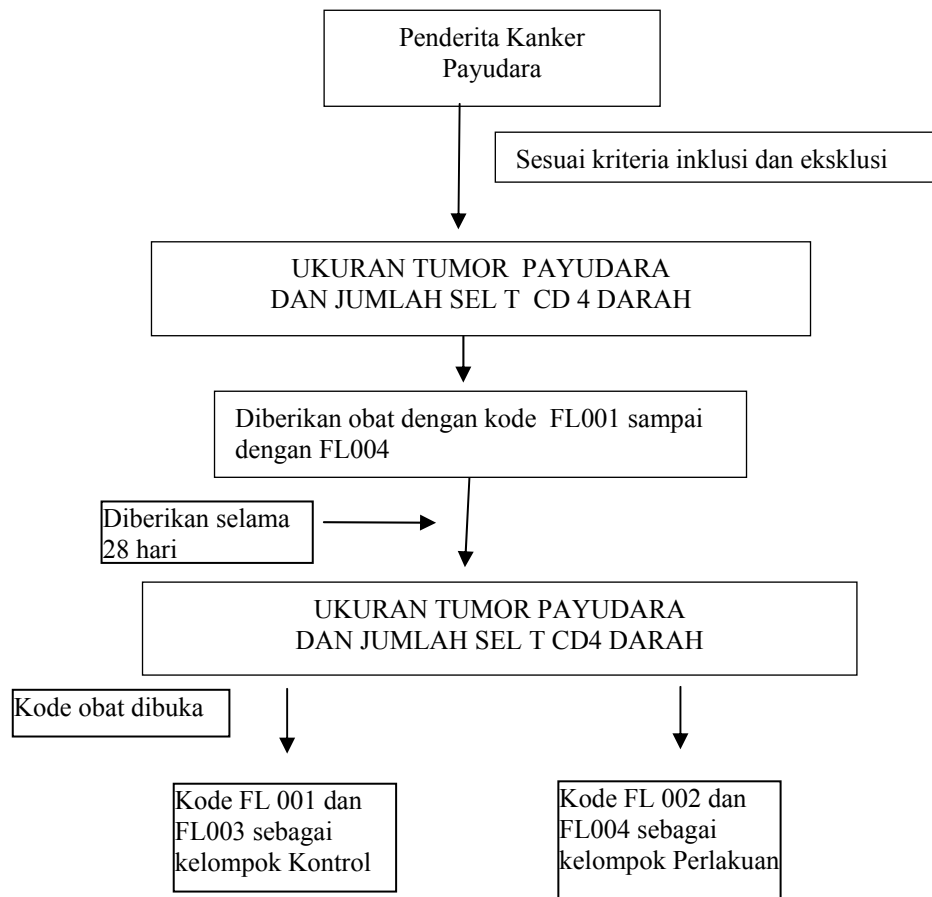 Penderita Kanker
Payudara
Sesuai kriteria inklusi dan eksklusi
UKURAN TUMOR PAYUDARA
DAN JUMLAH SEL T CD 4 DARAH
Diberikan obat dengan kode FL001 sampai
dengan FL004
Diberikan selama
28 hari
UKURAN TUMOR PAYUDARA
DAN JUMLAH SEL T CD4 DARAH
Kode obat dibuka
Kode FL 001 dan
FL003 sebagai
kelompok Kontrol
Kode FL 002 dan
FL004 sebagai
kelompok Perlakuan